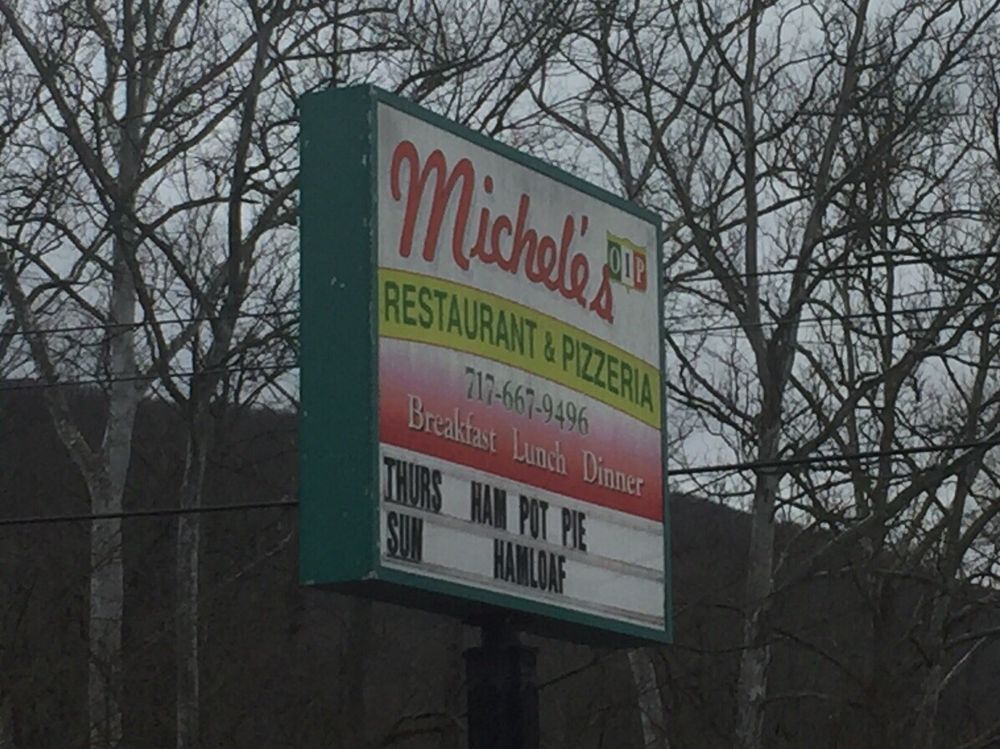 Michele's
OIP
RESTAURANT & PIZZERIA
717-667-9496
Breakfast Lunch Dinner
THURS HAM POT PIE
SUN HAMLOAF